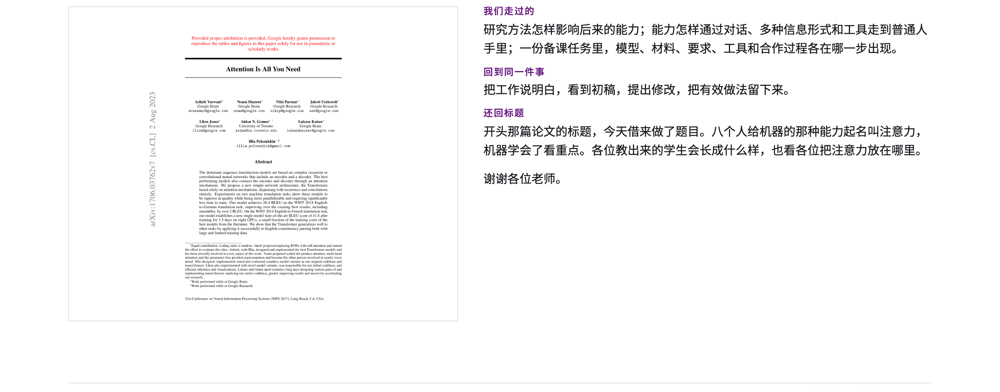 Provided proper attribution is provided, Google hereby grants permission to
reproduce the tables and figures in this paper solely for use in journalistic or
scholarly works.
Attention Is All You Need
arXiv:1706.03762v7 [cs.CL] 2 Aug 2023
Ashish Vaswani* Noam Shazeer* Niki Parmar* Jakob Uszkoreit*
Google Brain Google Brain Google Research Google Research
avaswani@google.com noam@google.com nikip@google.com usz@google.com
Llion Jones* Aidan N. Gomez* † Łukasz Kaiser*
Google Research University of Toronto Google Brain
llion@google.com aidan@cs.toronto.edu lukaszkaiser@google.com
Illia Polosukhin* ‡
illia.polosukhin@gmail.com
Abstract
The dominant sequence transduction models are based on complex recurrent or
convolutional neural networks that include an encoder and a decoder. The best
performing models also connect the encoder and decoder through an attention
mechanism. We propose a new simple network architecture, the Transformer,
based solely on attention mechanisms, dispensing with recurrence and convolutions
entirely. Experiments on two machine translation tasks show these models to
be superior in quality while being more parallelizable and requiring significantly
less time to train. Our model achieves 28.4 BLEU on the WMT 2014 English-
to-German translation task, improving over the existing best results, including
ensembles, by over 2 BLEU. On the WMT 2014 English-to-French translation task,
our model establishes a new single-model state-of-the-art BLEU score of 41.8 after
training for 3.5 days on eight GPUs, a small fraction of the training costs of the
best models from the literature. We show that the Transformer generalizes well to
other tasks by applying it successfully to English constituency parsing both with
large and limited training data.
*Equal contribution. Listing order is random. Jakob proposed replacing RNNs with self-attention and started
the effort to evaluate this idea. Ashish, with Illia, designed and implemented the first Transformer models and
has been crucially involved in every aspect of this work. Noam proposed scaled dot-product attention, multi-head
attention and the parameter-free position representation and became the other person involved in nearly every
detail. Niki designed, implemented, tuned and evaluated countless model variants in our original codebase and
tensor2tensor. Llion also experimented with novel model variants, was responsible for our initial codebase, and
efficient inference and visualizations. Lukasz and Aidan spent countless long days designing various parts of and
implementing tensor2tensor, replacing our earlier codebase, greatly improving results and massively accelerating
our research.
†Work performed while at Google Brain.
‡Work performed while at Google Research.
31st Conference on Neural Information Processing Systems (NIPS 2017), Long Beach, CA, USA.
我们走过的
研究方法怎样影响后来的能力；能力怎样通过对话、多种信息形式和工具走到普通人
手里；一份备课任务里，模型、材料、要求、工具和合作过程各在哪一步出现。
回到同一件事
把工作说明白，看到初稿，提出修改，把有效做法留下来。
还回标题
开头那篇论文的标题，今天借来做了题目。八个人给机器的那种能力起名叫注意力，
机器学会了看重点。各位教出来的学生会长成什么样，也看各位把注意力放在哪里。
谢谢各位老师。